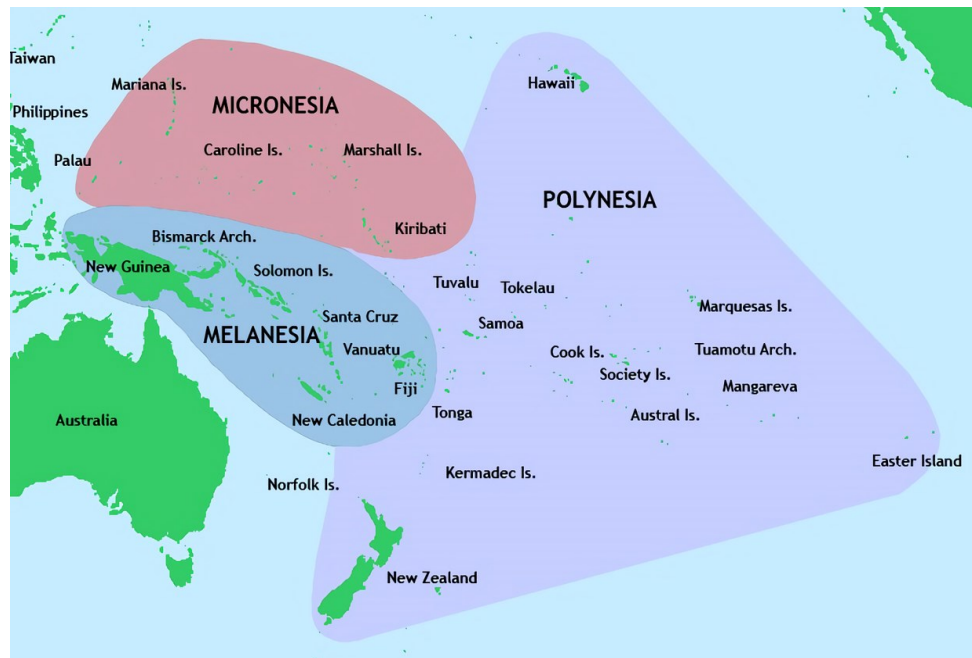 Taiwan
Hawaii
Mariana Is.
MICRONESIA
Philippines
Caroline Is.
Marshall Is.
Palau
POLYNESIA
Kiribati
Bismarck Arch.
New Guinea
Solomon Is.
Tuvalu
Tokelau
Marquesas Is.
Santa Cruz
Samoa
MELANESIA
Vanuatu
Cook Is.
Tuamotu Arch.
Society Is.
Fiji
Mangareva
Tonga
Austral Is.
Australia
New Caledonia
Easter Island
Kermadec Is.
Norfolk Is.
New Zealand